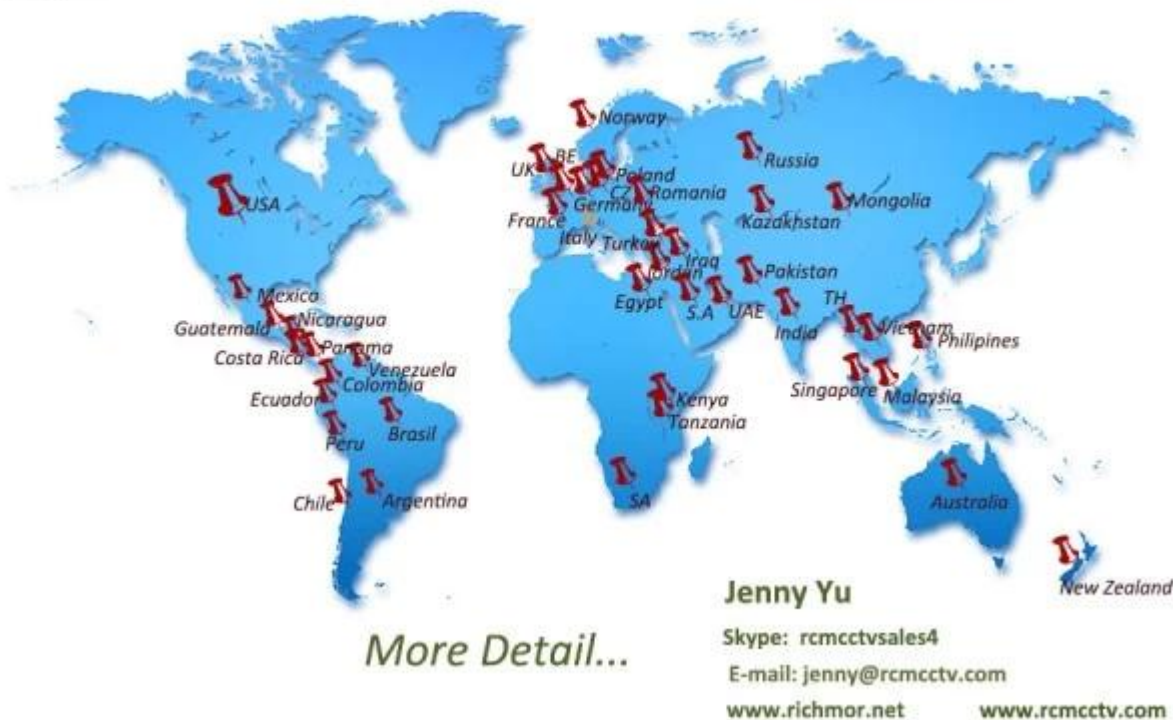 Norway
Russia
BE
UK
Poland
CZ
Romania
USA
Germany
Kazakhstan
Mongolia
France
Italy
Turkey
Iraq
Jordan
Pakistan
Egypt
S.A
UAE
TH
India
Mexico
Guatemala
Nicaragua
Vietnam
Philipines
Costa Rica
Panama
Venezuela
Singapore
Colombia
Malaysia
Ecuador
Kenya
Tanzania
Peru
Brasil
Chile
Argentina
SA
Australia
New Zealand
Jenny Yu
More Detail...
Skype: rcmcctvsales4
E-mail: jenny@rcmcctv.com
www.richmor.net www.rcmcctv.com